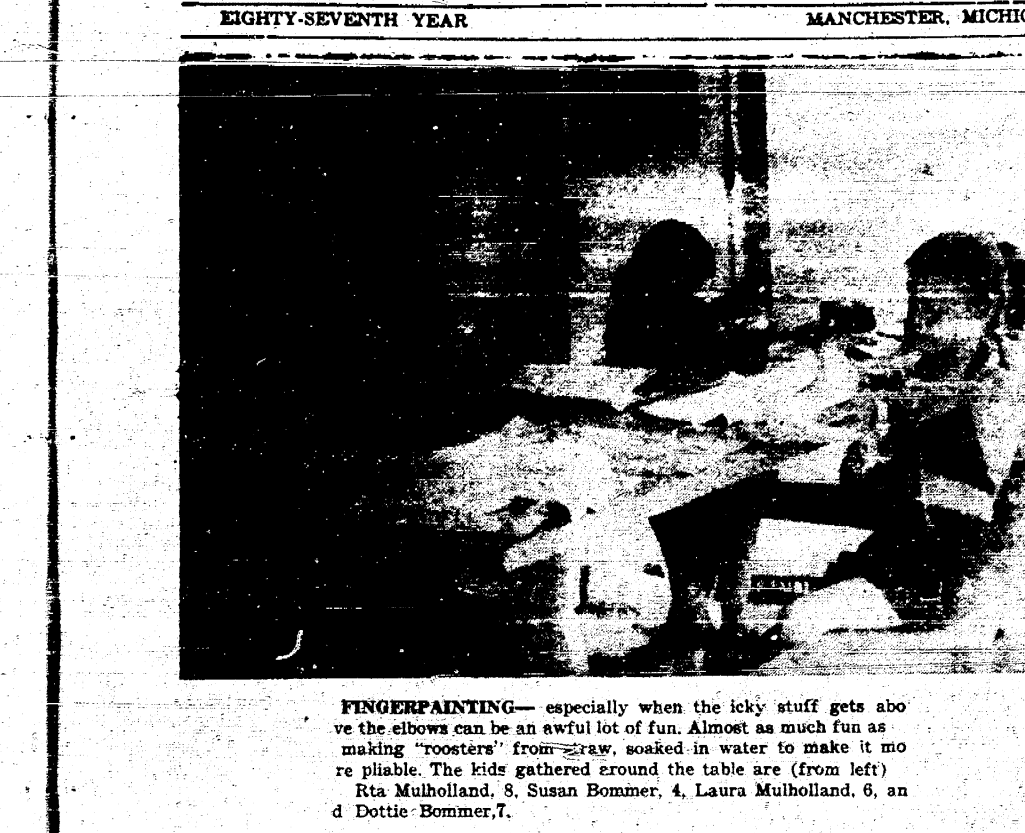 EIGHTY-SEVENTH YEAR
MANCHESTER, MICHIG
FINGERPAINTING— especially when the icky stuff gets abo
ve the elbows can be an awful lot of fun. Almost as much fun as
making "roosters" from straw, soaked in water to make it mo
re pliable. The kids gathered around the table are (from left)
Rta Mulholland, 8, Susan Bommer, 4, Laura Mulholland, 6, an
d Dottie Bommer,7.